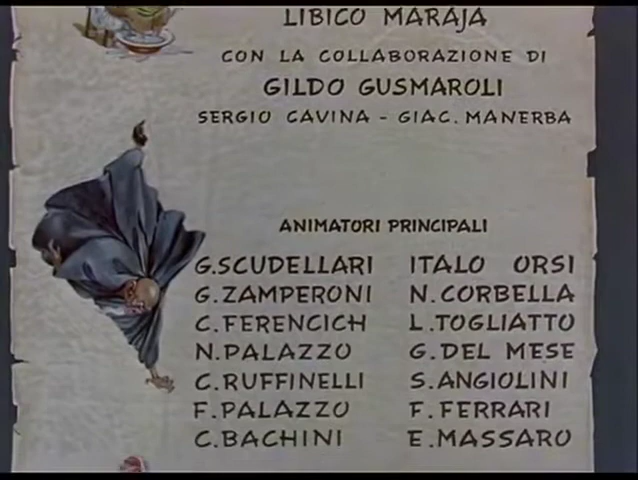 LIBICO MARAJA
CON LA COLLABORAZIONE DI
GILDO GUSMAROLI
SERGIO CAVINA - GIAC. MANERBA
ANIMATORI PRINCIPALI
G. SCUDELLARI ITALO ORSI
G. ZAMPERONI N. CORBELLA
C. FERENCICH L. TOGLIATTO
N. PALAZZO G. DEL MESE
C. RUFFINELLI S. ANGIOLINI
F. PALAZZO F. FERRARI
C. BACHINI E. MASSARO